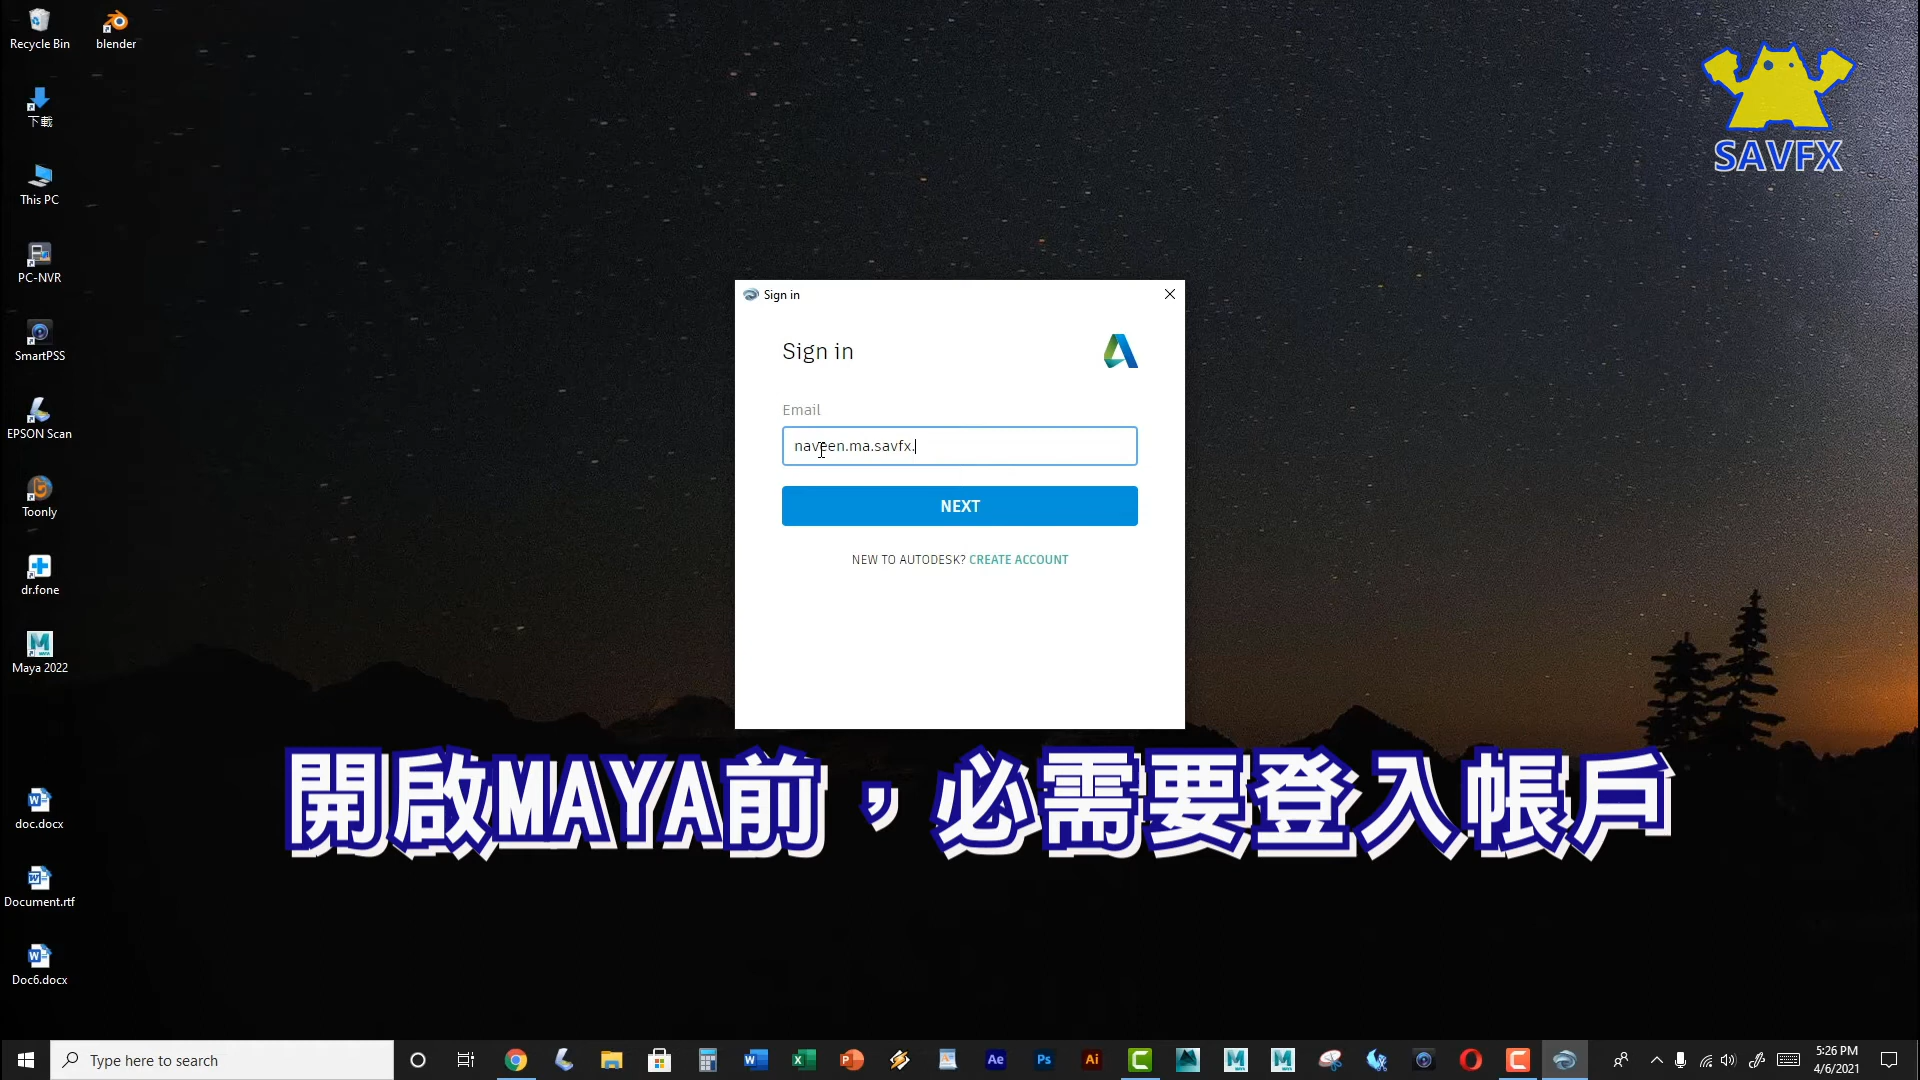 Recycle Bin
blender
下載
This PC
PC-NVR
SmartPSS
EPSON Scan
Toonly
dr.fone
Maya 2022
doc.docx
Document.rtf
Doc6.docx
SAVFX
Sign in
Sign in
Email
naveen.ma.savfx.
NEXT
NEW TO AUTODESK? CREATE ACCOUNT
開啟MAYA前，必需要登入帳戶
Type here to search
Ae
Ps
Ai
5:26 PM
4/6/2021